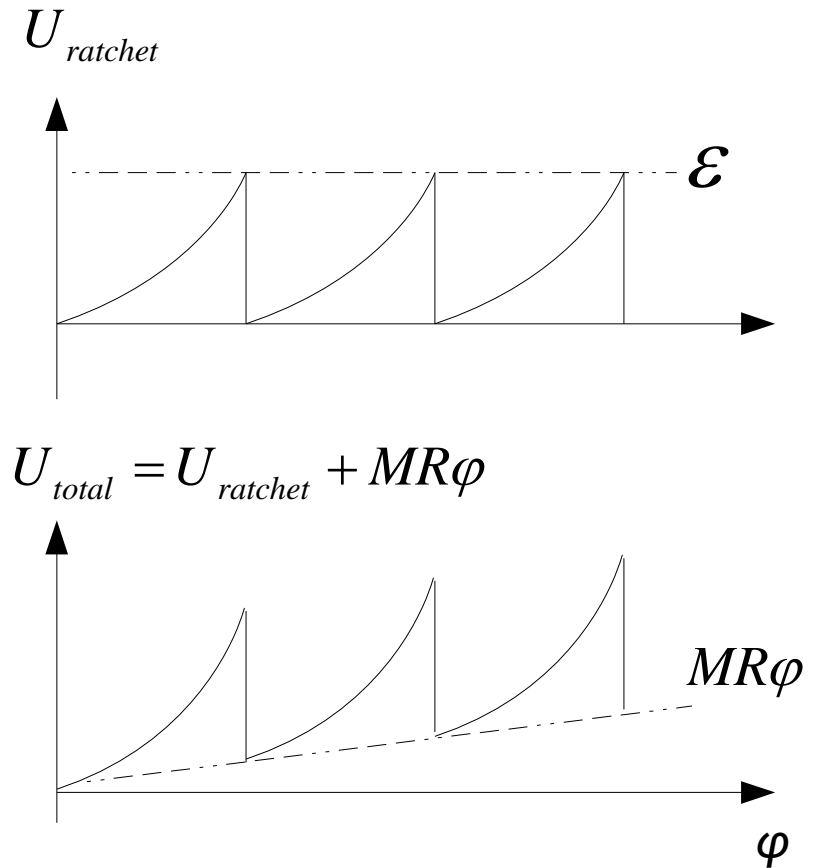 U_ratchet
ε
U_total = U_ratchet + MRφ
MRφ
φ